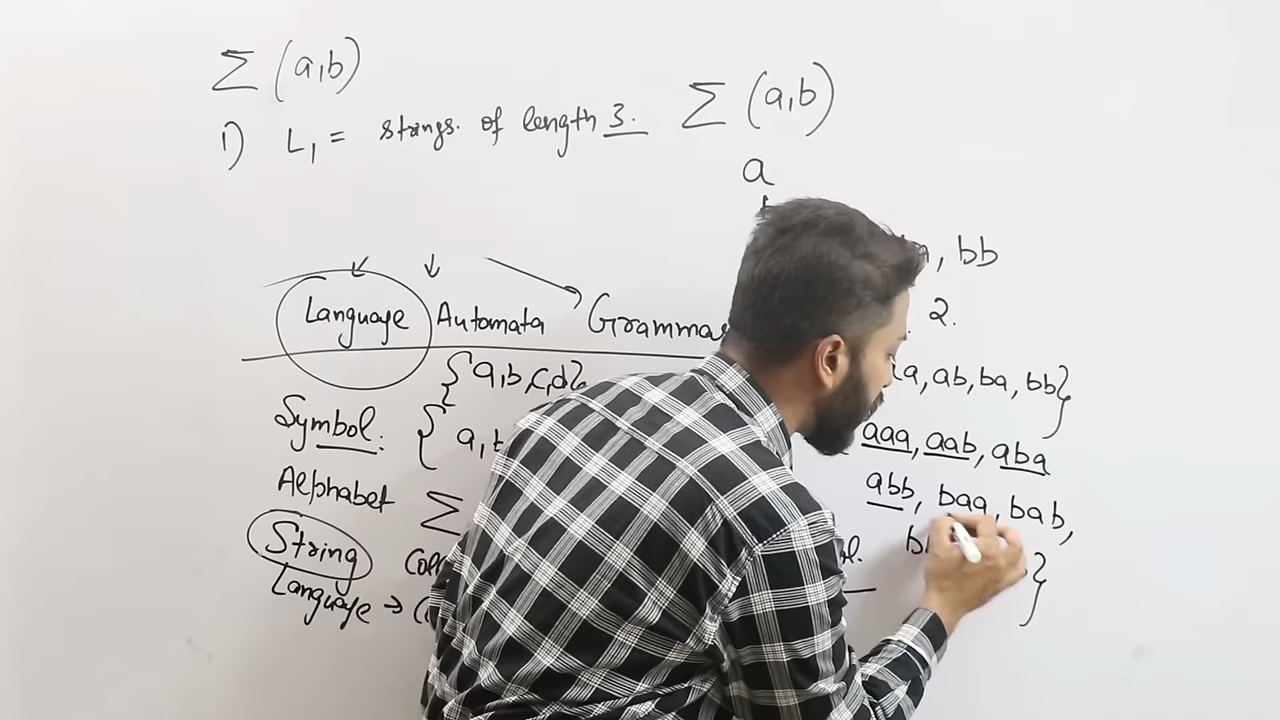 Σ (a,b)
1) L₁ = strings. of length 3.
Σ (a,b)
a
, bb
2.
Language Automata Grammar
{a,b,c,d}
a, ab, ba, bb}
Symbol: { a,
aaa, aab, aba
Alphabet Σ
abb, baa, bab,
String
}
Language →